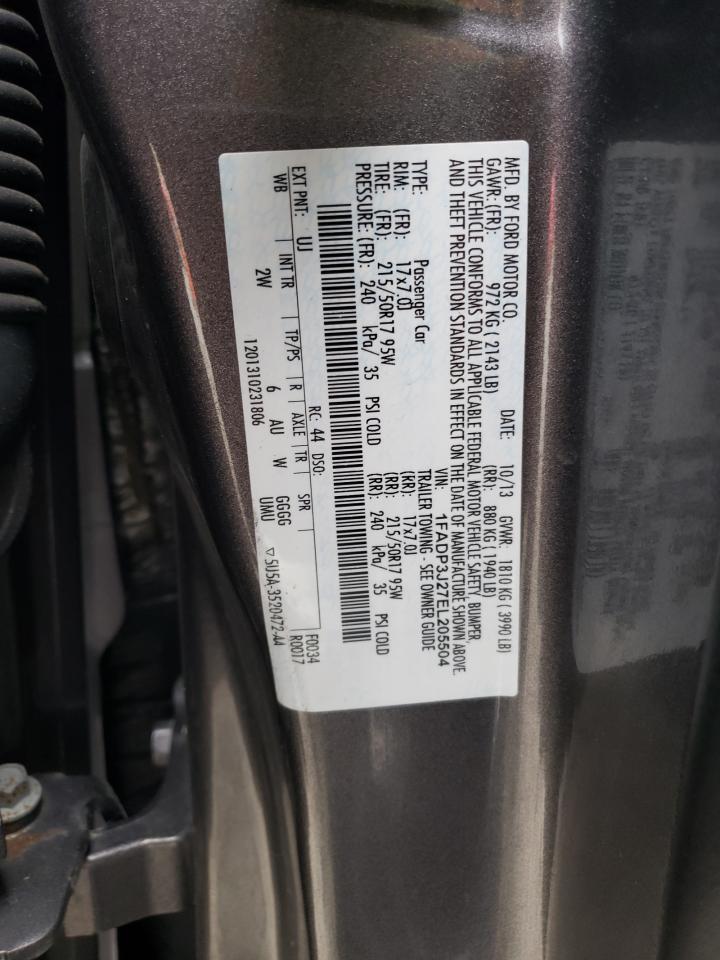 MFD. BY FORD MOTOR CO. DATE: 10/13 GVWR: 1810 KG ( 3990 LB)
GAWR: (FR): 972 KG ( 2143 LB) (RR): 880 KG ( 1940 LB)
THIS VEHICLE CONFORMS TO ALL APPLICABLE FEDERAL MOTOR VEHICLE SAFETY, BUMPER,
AND THEFT PREVENTION STANDARDS IN EFFECT ON THE DATE OF MANUFACTURE SHOWN ABOVE.
VIN: 1FADP3J27EL205504
TYPE: Passenger Car TRAILER TOWING - SEE OWNER GUIDE
RIM: (FR): 17x7.0J (RR): 17x7.0J
TIRE: (FR): 215/50R17 95W (RR): 215/50R17 95W
PRESSURE: (FR): 240 kPa/ 35 PSI COLD (RR): 240 kPa/ 35 PSI COLD
RC: 44 DSO: F0034
EXT PNT: UJ R0017
WB INT TR TP/PS R AXLE TR SPR
2W 6 AU W GGGG
UMU
1201310231806 ▽ 5U5A-3520472-AA